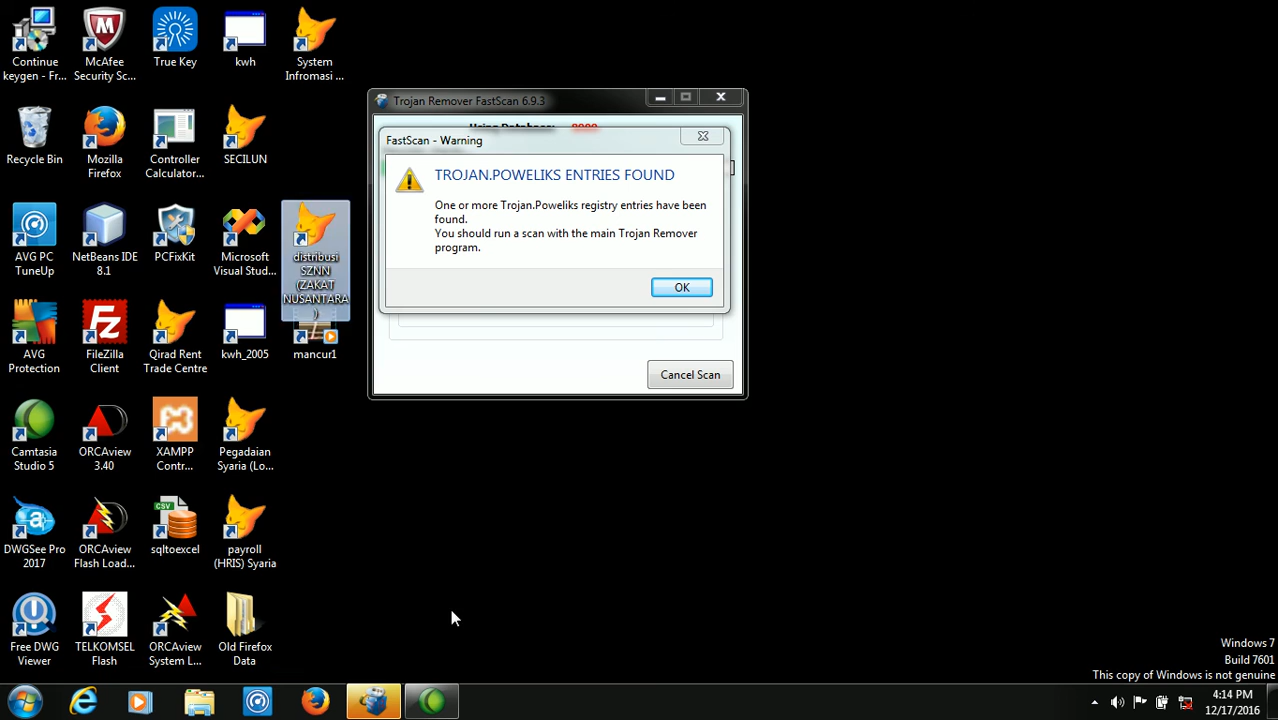 Continue
keygen - Fr...
McAfee
Security Sc...
True Key
kwh
System
Infromasi ...
Recycle Bin
Mozilla
Firefox
Controller
Calculator...
SECILUN
AVG PC
TuneUp
NetBeans IDE
8.1
PCFixKit
Microsoft
Visual Stud...
distribusi
SZNN
(ZAKAT
NUSANTARA
)
AVG
Protection
FileZilla
Client
Qirad Rent
Trade Centre
kwh_2005
mancur1
Camtasia
Studio 5
ORCAview
3.40
XAMPP
Contr...
Pegadaian
Syaria (Lo...
DWGSee Pro
2017
ORCAview
Flash Load...
CSV
sqltoexcel
payroll
(HRIS) Syaria
Free DWG
Viewer
TELKOMSEL
Flash
ORCAview
System L...
Old Firefox
Data
Trojan Remover FastScan 6.9.3
Using Database:
FastScan - Warning
TROJAN.POWELIKS ENTRIES FOUND
One or more Trojan.Poweliks registry entries have been
found.
You should run a scan with the main Trojan Remover
program.
OK
Cancel Scan
Windows 7
Build 7601
This copy of Windows is not genuine
4:14 PM
12/17/2016